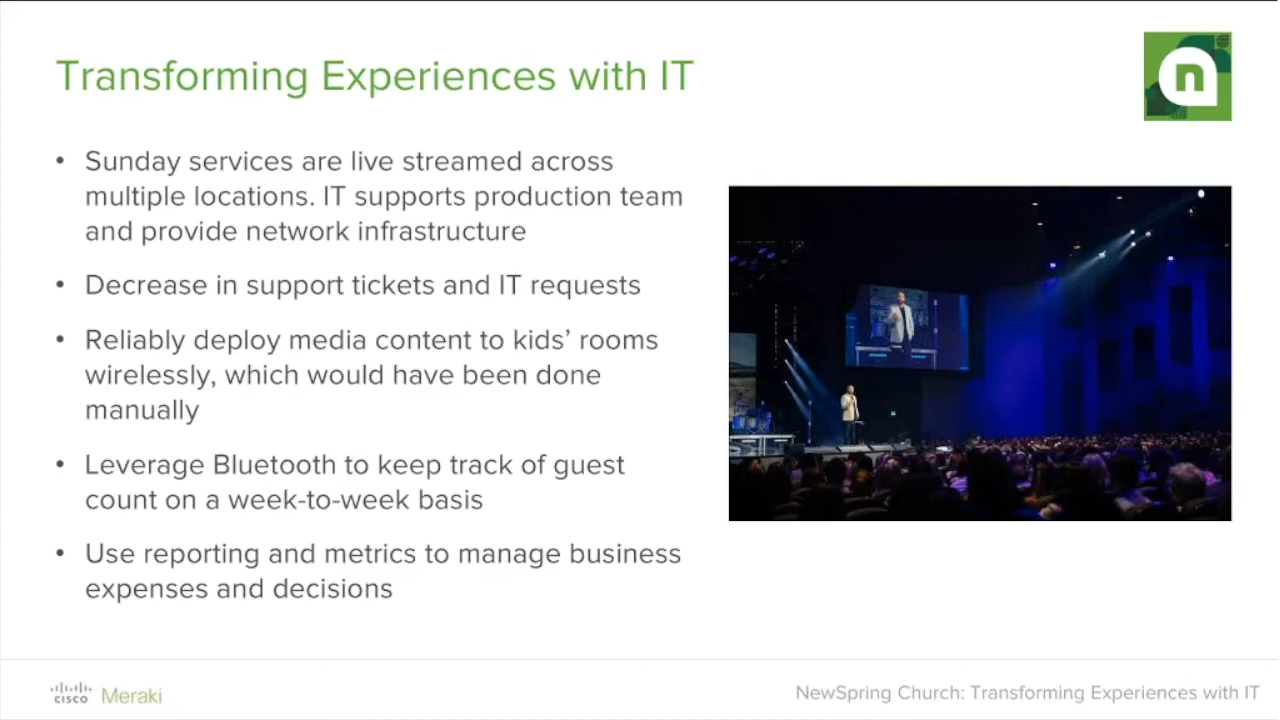 Transforming Experiences with IT
n
• Sunday services are live streamed across
multiple locations. IT supports production team
and provide network infrastructure
• Decrease in support tickets and IT requests
• Reliably deploy media content to kids’ rooms
wirelessly, which would have been done
manually
• Leverage Bluetooth to keep track of guest
count on a week-to-week basis
• Use reporting and metrics to manage business
expenses and decisions
cisco Meraki
NewSpring Church: Transforming Experiences with IT